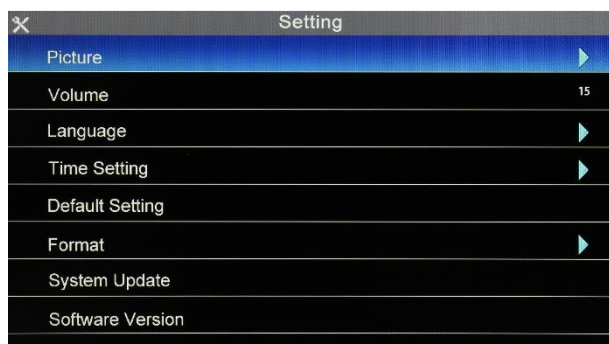 Setting
Picture
Volume 15
Language
Time Setting
Default Setting
Format
System Update
Software Version